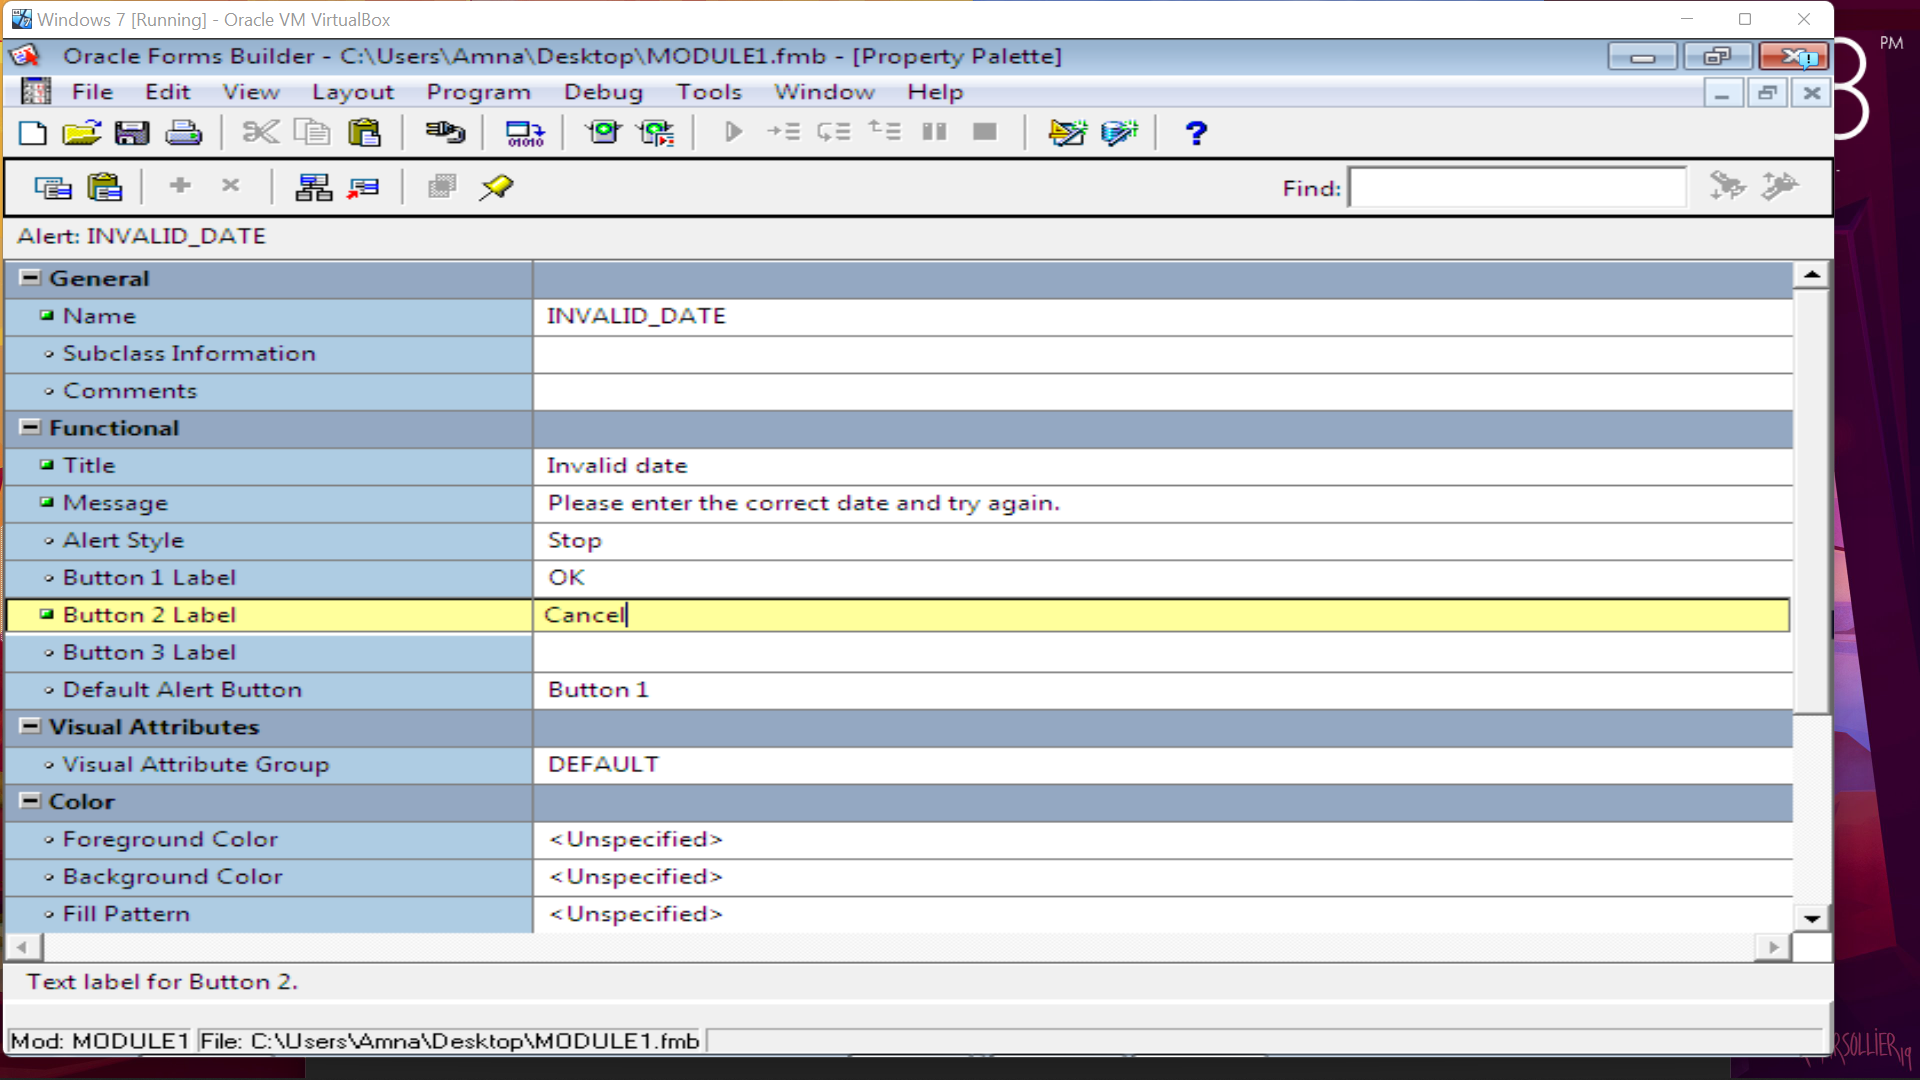 Windows 7 [Running] - Oracle VM VirtualBox
PM
Oracle Forms Builder - C:\Users\Amna\Desktop\MODULE1.fmb - [Property Palette]
File Edit View Layout Program Debug Tools Window Help
Find:
Alert: INVALID_DATE
General
Name INVALID_DATE
Subclass Information
Comments
Functional
Title Invalid date
Message Please enter the correct date and try again.
Alert Style Stop
Button 1 Label OK
Button 2 Label Cancel
Button 3 Label
Default Alert Button Button 1
Visual Attributes
Visual Attribute Group DEFAULT
Color
Foreground Color <Unspecified>
Background Color <Unspecified>
Fill Pattern <Unspecified>
Text label for Button 2.
Mod: MODULE1 File: C:\Users\Amna\Desktop\MODULE1.fmb